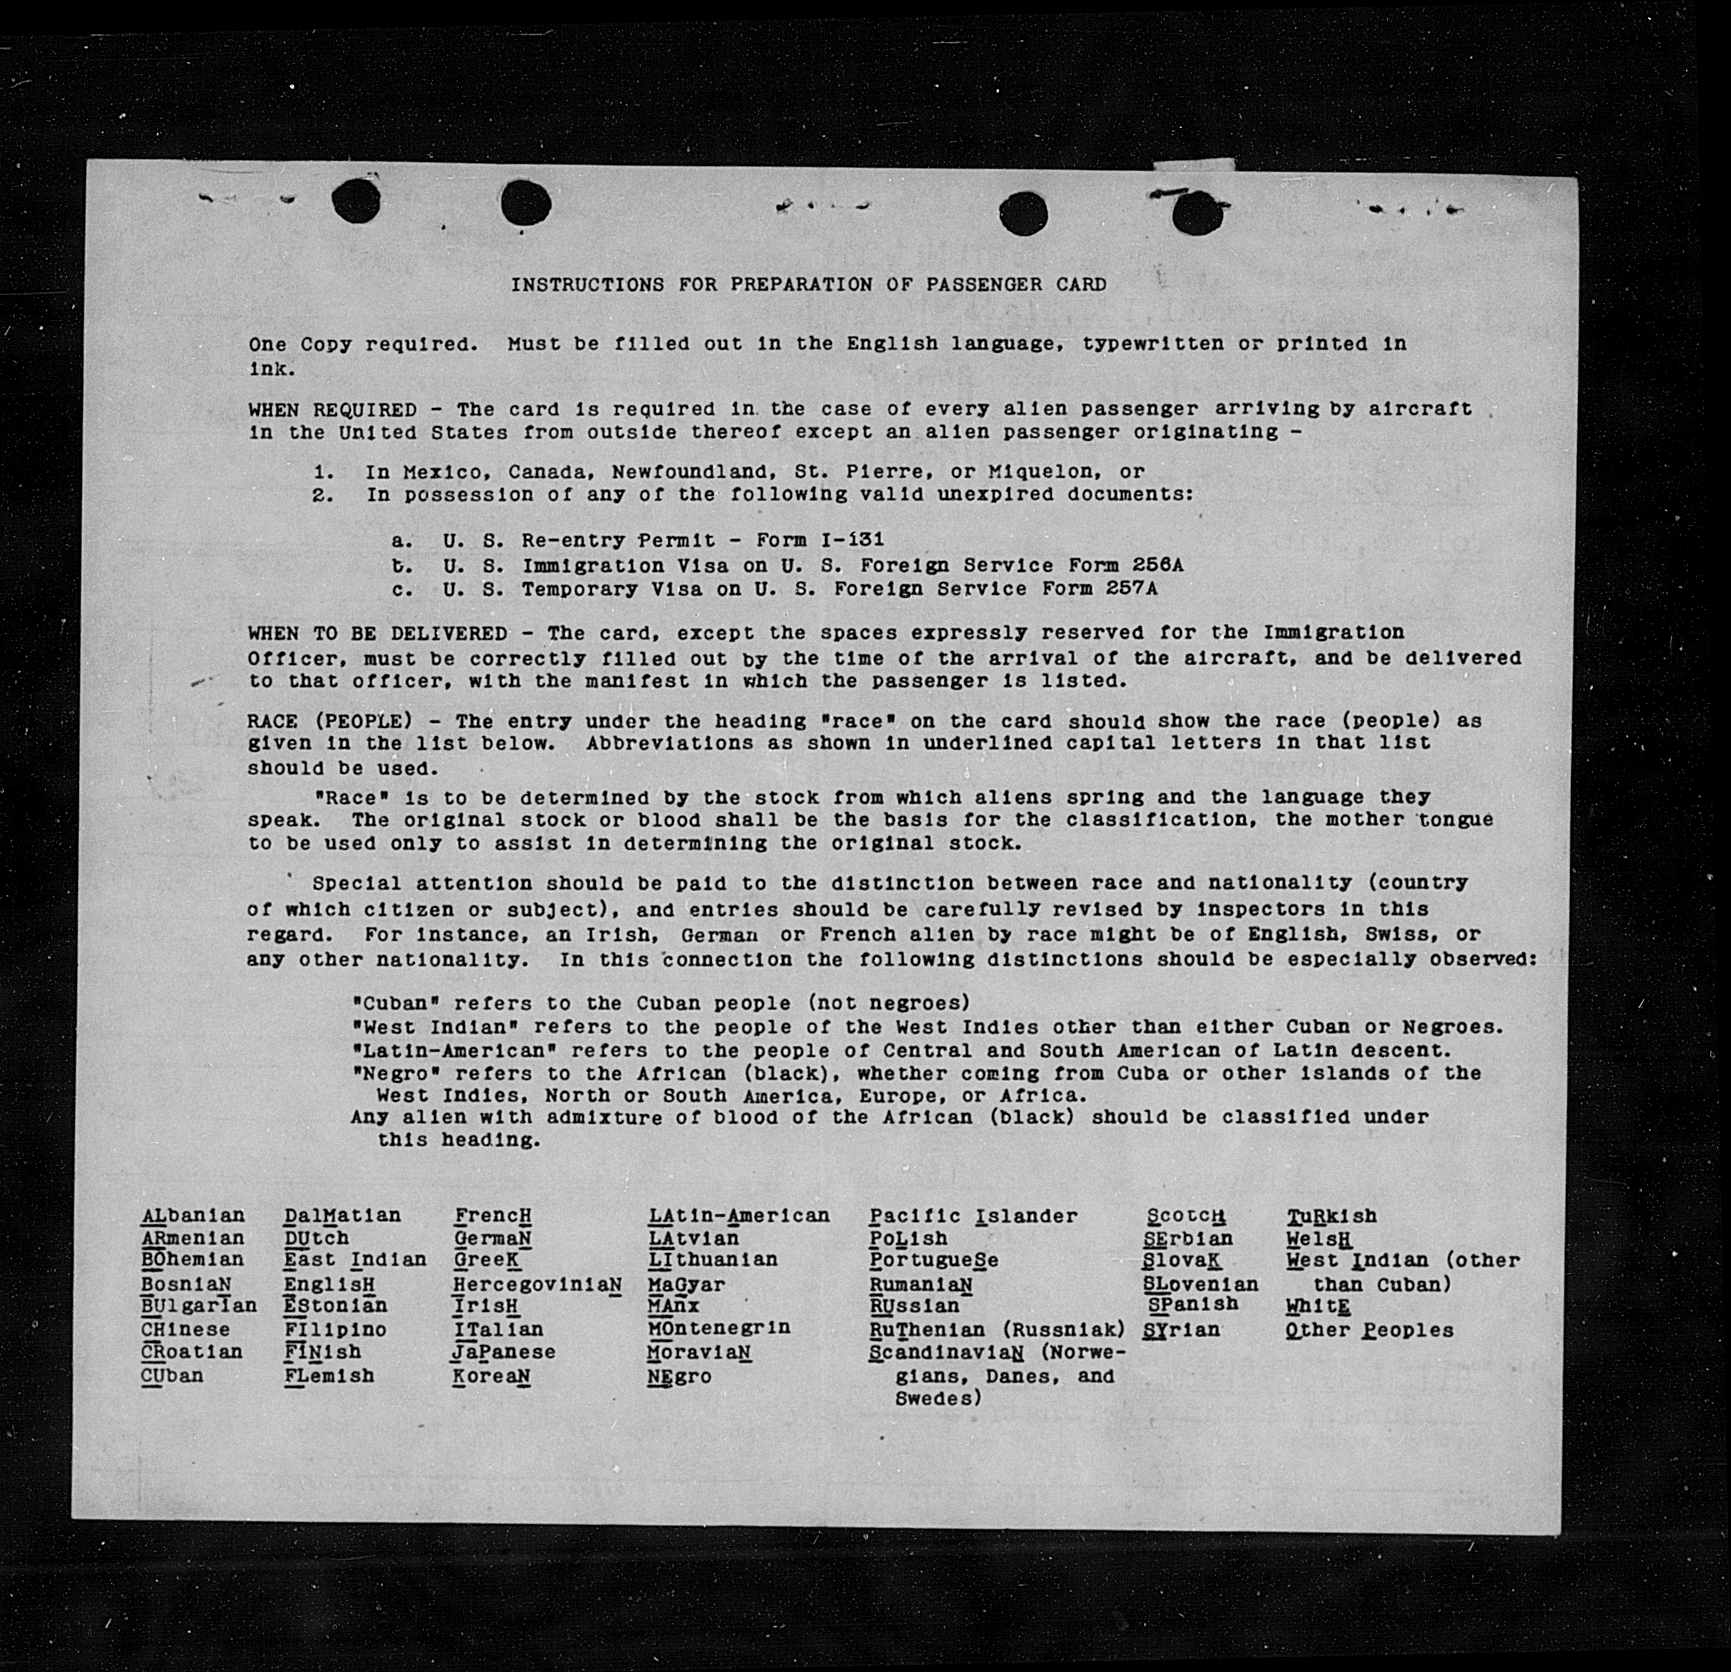 INSTRUCTIONS FOR PREPARATION OF PASSENGER CARD
One Copy required. Must be filled out in the English language, typewritten or printed in
ink.
WHEN REQUIRED - The card is required in the case of every alien passenger arriving by aircraft
in the United States from outside thereof except an alien passenger originating -
1. In Mexico, Canada, Newfoundland, St. Pierre, or Miquelon, or
2. In possession of any of the following valid unexpired documents:
a. U. S. Re-entry Permit - Form I-131
b. U. S. Immigration Visa on U. S. Foreign Service Form 256A
c. U. S. Temporary Visa on U. S. Foreign Service Form 257A
WHEN TO BE DELIVERED - The card, except the spaces expressly reserved for the Immigration
Officer, must be correctly filled out by the time of the arrival of the aircraft, and be delivered
to that officer, with the manifest in which the passenger is listed.
RACE (PEOPLE) - The entry under the heading "race" on the card should show the race (people) as
given in the list below. Abbreviations as shown in underlined capital letters in that list
should be used.
"Race" is to be determined by the stock from which aliens spring and the language they
speak. The original stock or blood shall be the basis for the classification, the mother tongue
to be used only to assist in determining the original stock.
Special attention should be paid to the distinction between race and nationality (country
of which citizen or subject), and entries should be carefully revised by inspectors in this
regard. For instance, an Irish, German or French alien by race might be of English, Swiss, or
any other nationality. In this connection the following distinctions should be especially observed:
"Cuban" refers to the Cuban people (not negroes)
"West Indian" refers to the people of the West Indies other than either Cuban or Negroes.
"Latin-American" refers to the people of Central and South American of Latin descent.
"Negro" refers to the African (black), whether coming from Cuba or other islands of the
West Indies, North or South America, Europe, or Africa.
Any alien with admixture of blood of the African (black) should be classified under
this heading.
ALbanian DalMatian FrencH LAtin-American Pacific Islander ScotcH TuRkish
ARmenian DUtch GermaN LAtvian PoLish SErbian WelsH
BOhemian East Indian GreeK LIthuanian PortugueSe SlovaK West Indian (other
BosniaN EnglisH HercegoviniaN MaGyar RumaniaN SLovenian than Cuban)
BUlgarian EStonian IrisH MAnx RUssian SPanish WhitE
CHinese FIlipino ITalian MOntenegrin RuThenian (Russniak) SYrian Other Peoples
CRoatian FINish JaPanese MoraviaN ScandinaviaN (Norwe-
CUban FLemish KoreaN NEgro gians, Danes, and
Swedes)